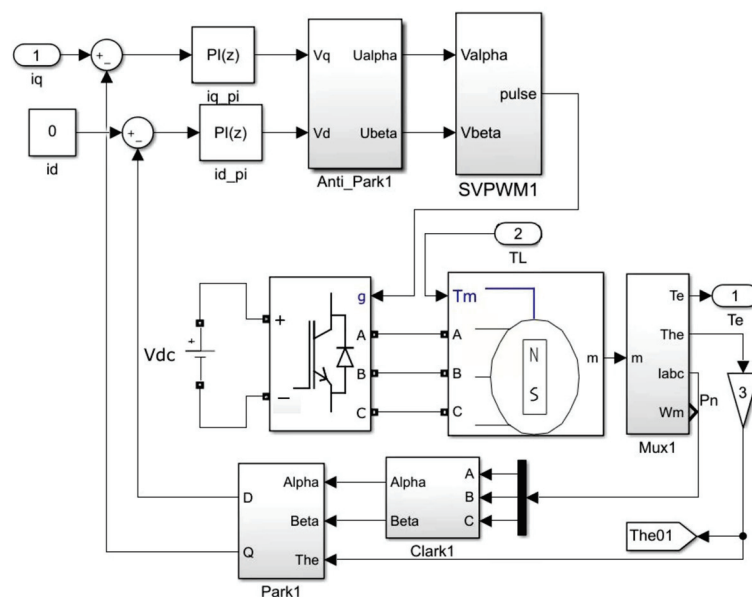 1
iq
+
−
PI(z)
iq_pi
Vq
Vd
Ualpha
Ubeta
Anti_Park1
Valpha
Vbeta
pulse
SVPWM1
0
id
+
−
PI(z)
id_pi
2
TL
Vdc
+
+
−
g
A
B
C
Tm
A
B
C
N
S
m
m
Te
The
Iabc
Wm
Mux1
1
Te
Pn
3
D
Q
Alpha
Beta
The
Park1
Alpha
Beta
A
B
C
Clark1
The01